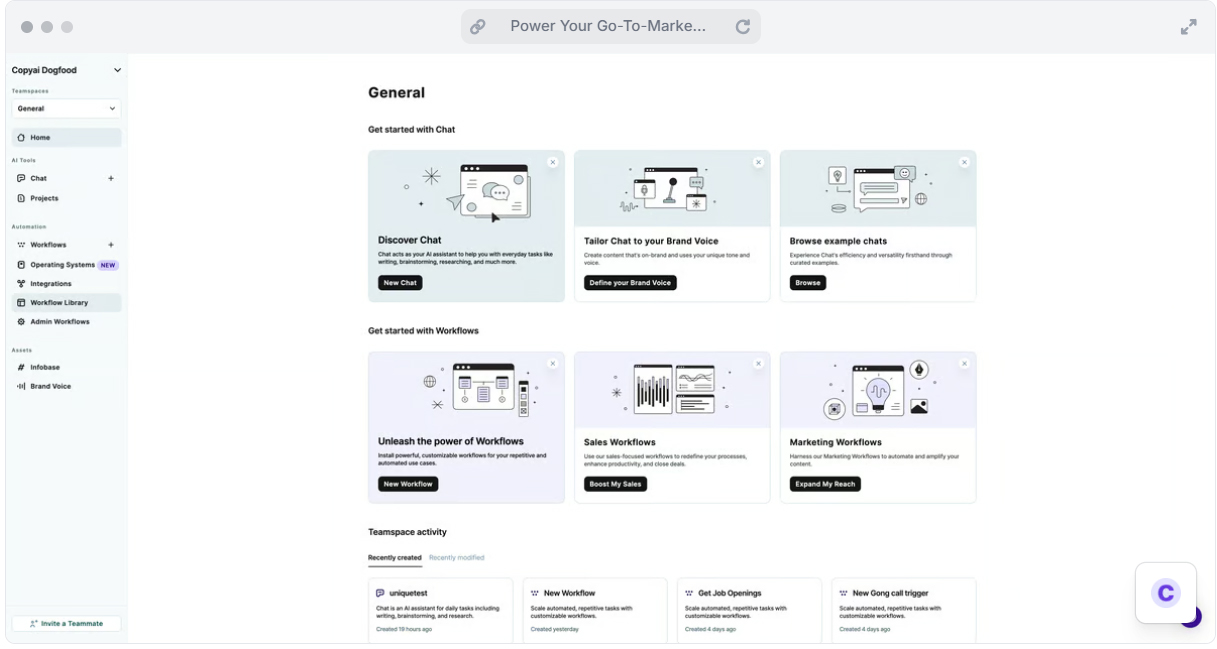 Power Your Go-To-Marke...
Copyai Dogfood
Teamspaces
General
Home
AI Tools
Chat
Projects
Automation
Workflows
Operating Systems NEW
Integrations
Workflow Library
Admin Workflows
Assets
Infobase
Brand Voice
Invite a Teammate
General
Get started with Chat
Discover Chat
Chat acts as your AI assistant to help you with everyday tasks like
writing, brainstorming, researching, and much more.
New Chat
Tailor Chat to your Brand Voice
Create content that's on-brand and uses your unique tone and
voice.
Define your Brand Voice
Browse example chats
Experience Chat's efficiency and versatility firsthand through
curated examples.
Browse
Get started with Workflows
Unleash the power of Workflows
Install powerful, customizable workflows for your repetitive and
automated use cases.
New Workflow
Sales Workflows
Use our sales-focused workflows to redefine your processes,
enhance productivity, and close deals.
Boost My Sales
Marketing Workflows
Harness our Marketing Workflows to automate and amplify your
content.
Expand My Reach
Teamspace activity
Recently created Recently modified
uniquetest
Chat is an AI assistant for daily tasks including
writing, brainstorming, and research.
Created 19 hours ago
New Workflow
Scale automated, repetitive tasks with
customizable workflows.
Created yesterday
Get Job Openings
Scale automated, repetitive tasks with
customizable workflows.
Created 4 days ago
New Gong call trigger
Scale automated, repetitive tasks with
customizable workflows.
Created 4 days ago
C